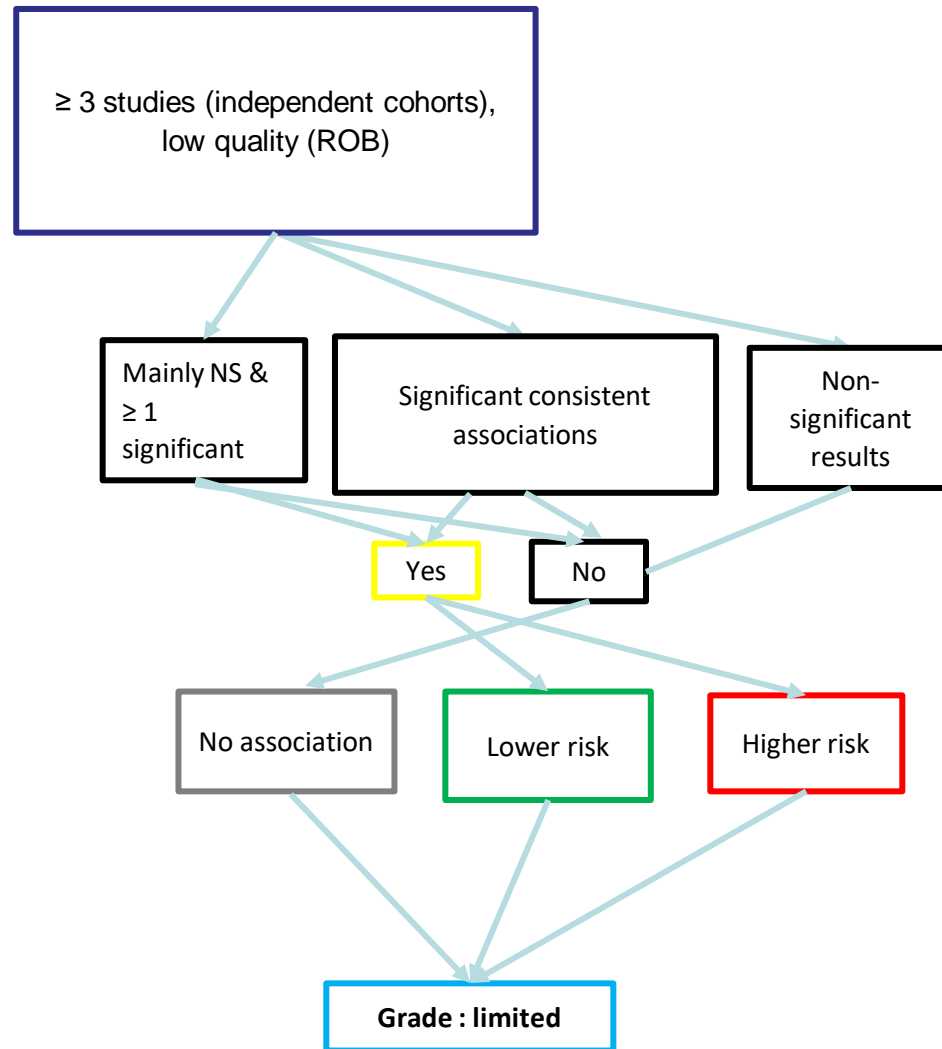 ≥ 3 studies (independent cohorts),
low quality (ROB)
Mainly NS &
≥ 1
significant
Significant consistent
associations
Non-
significant
results
Yes
No
No association
Lower risk
Higher risk
Grade : limited